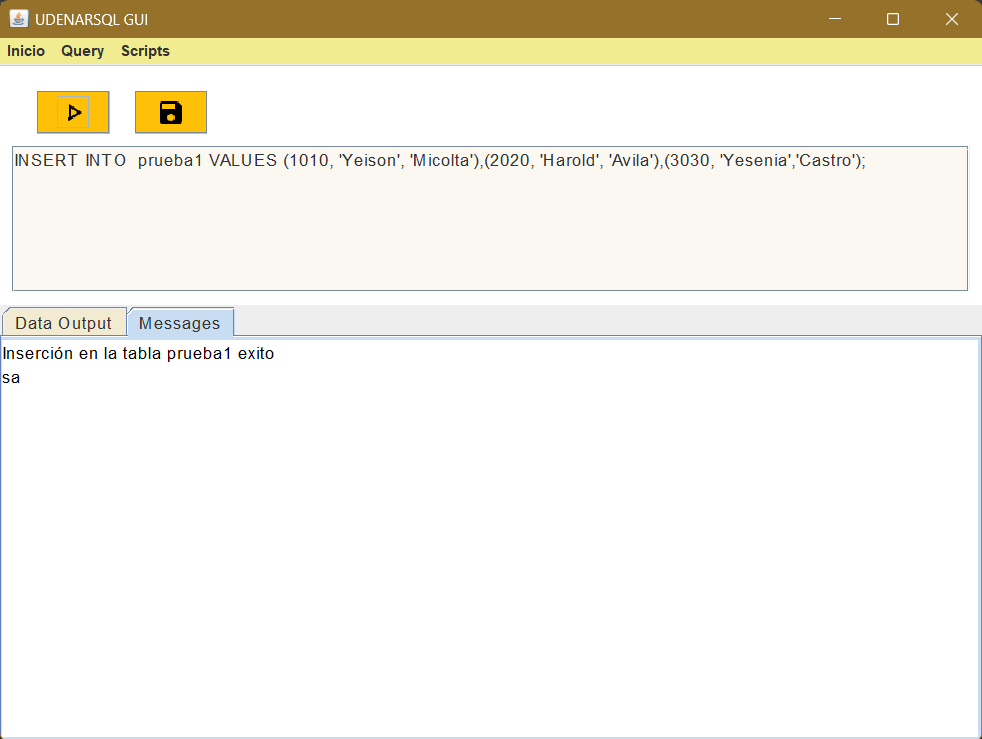 UDENARSQL GUI
Inicio Query Scripts
INSERT INTO  prueba1 VALUES (1010, 'Yeison', 'Micolta'),(2020, 'Harold', 'Avila'),(3030, 'Yesenia','Castro');
Data Output Messages
Inserción en la tabla prueba1 exito
sa